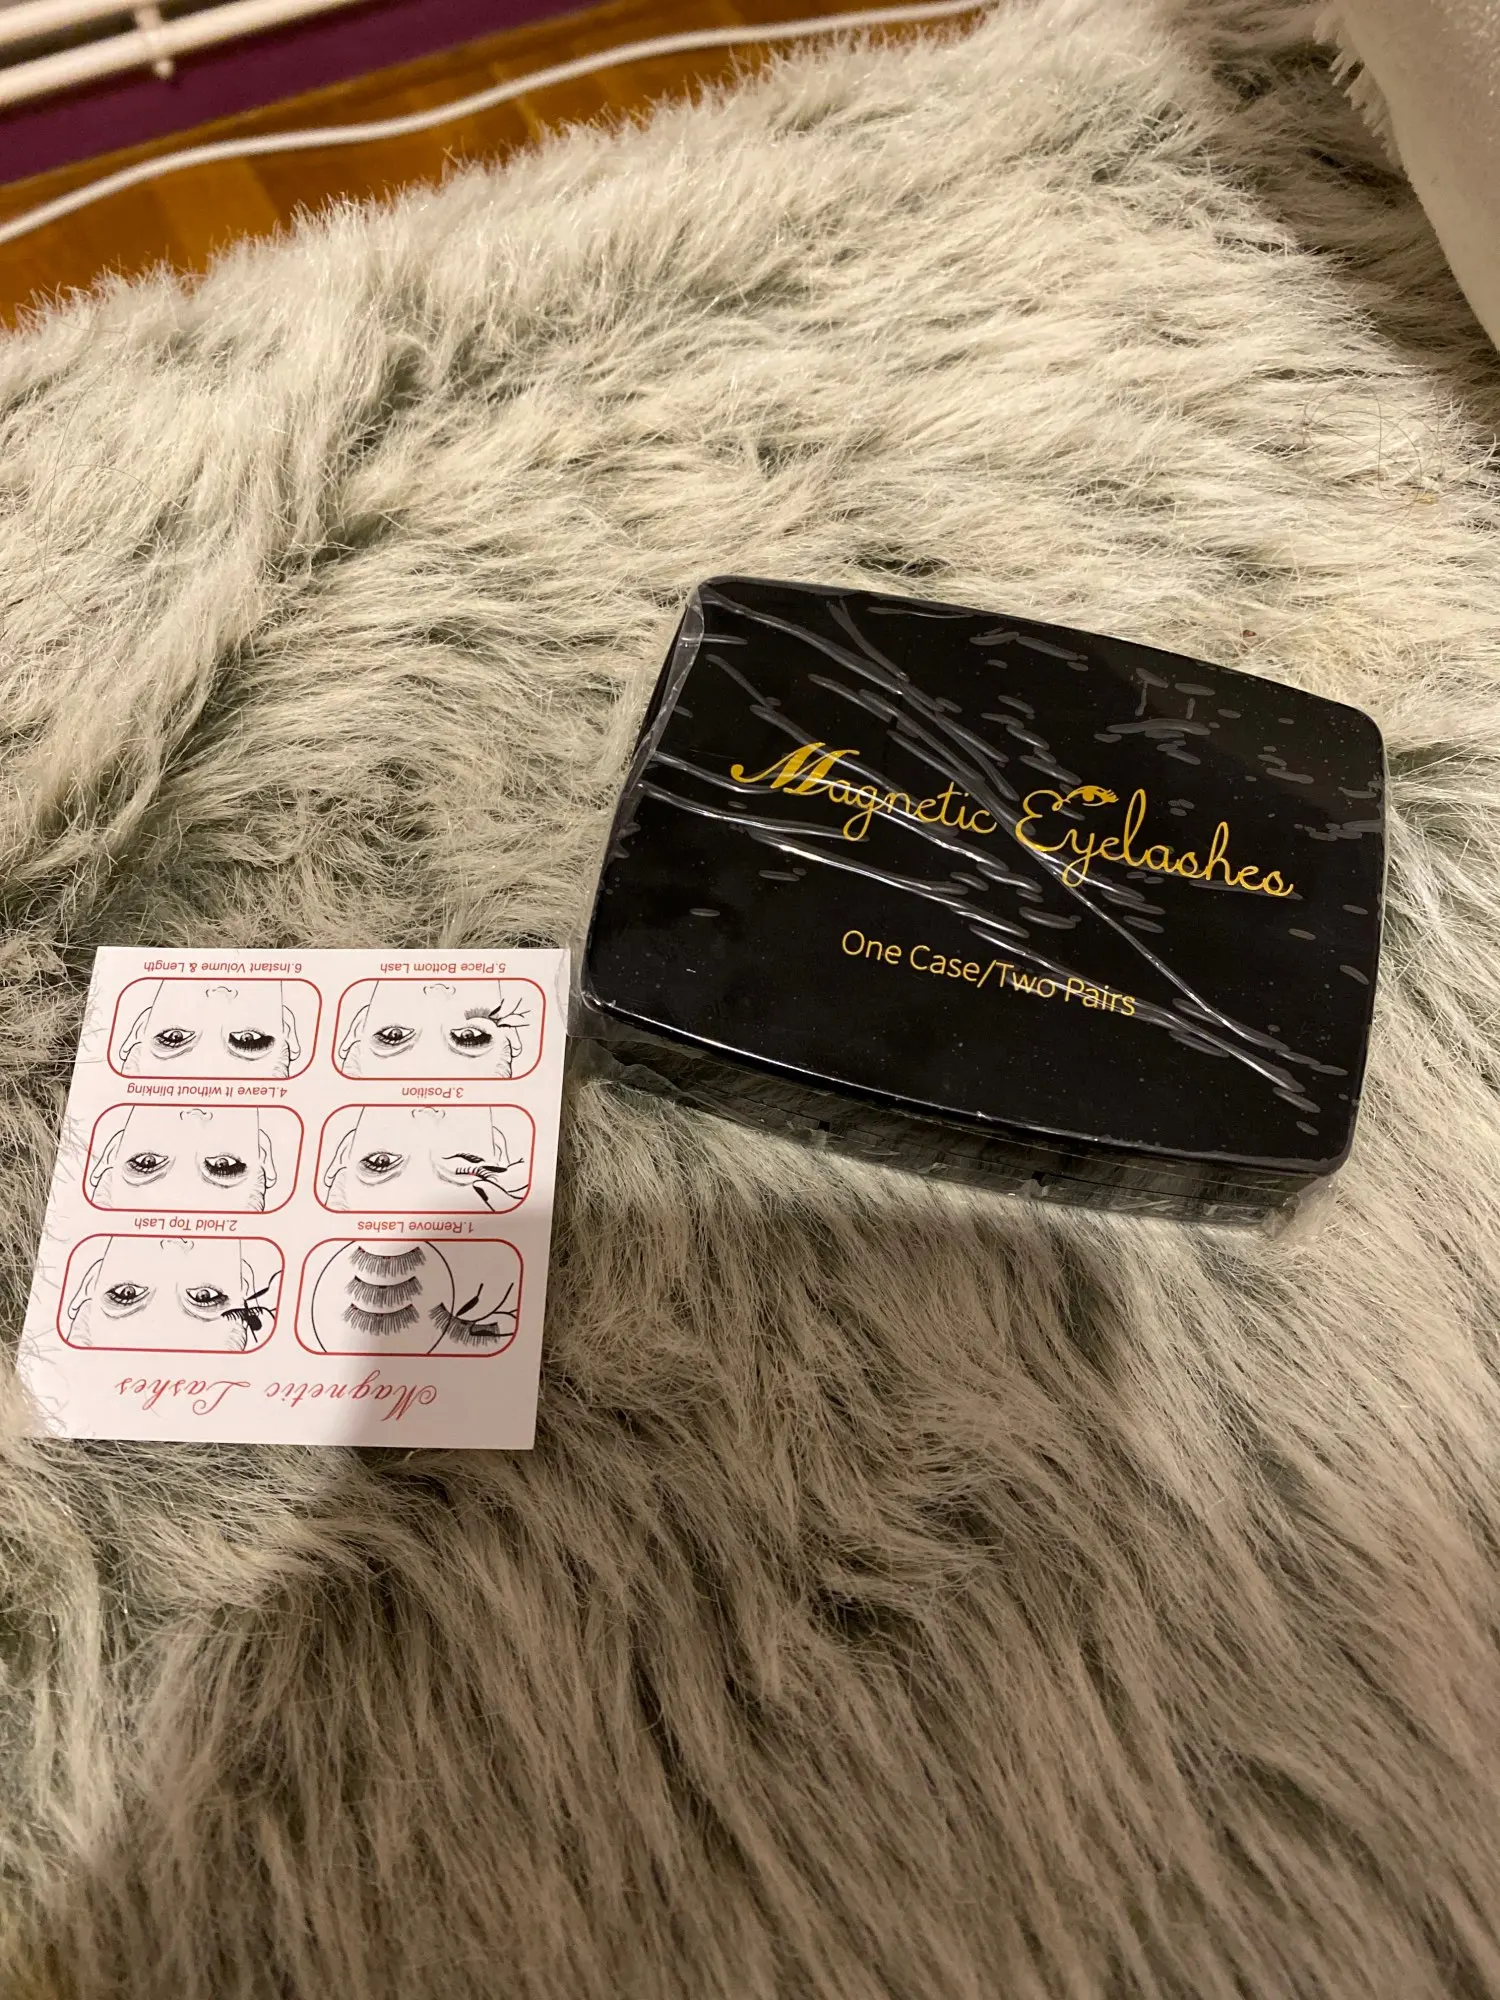 Magnetic Eyelashes
One Case/Two Pairs
Magnetic Lashes
1.Remove Lashes
2.Hold Top Lash
3.Position
4.Leave It without blinking
5.Place Bottom Lash
6.Instant Volume & Length